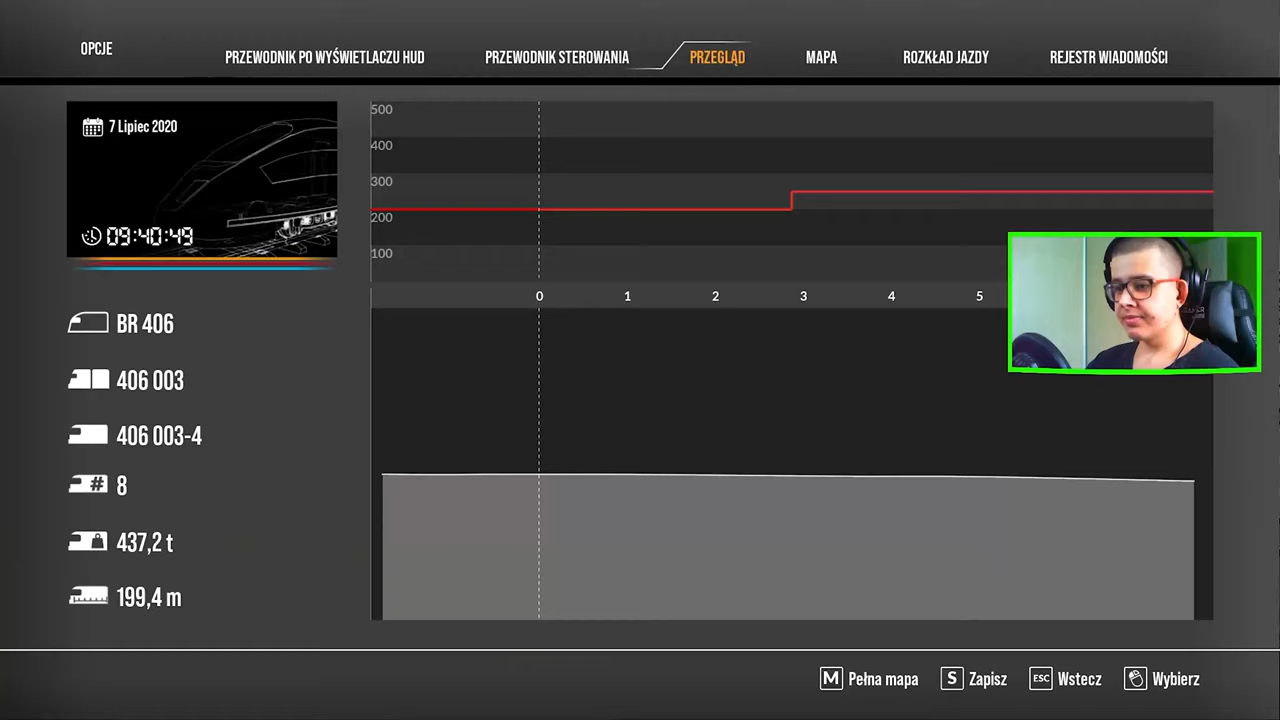 OPCJE
PRZEWODNIK PO WYŚWIETLACZU HUD
PRZEWODNIK STEROWANIA
PRZEGLĄD
MAPA
ROZKŁAD JAZDY
REJESTR WIADOMOŚCI
7 Lipiec 2020
09:40:49
500
400
300
200
100
0 1 2 3 4 5
BR 406
406 003
406 003-4
# 8
437,2 t
199,4 m
M Pełna mapa
S Zapisz
ESC Wstecz
Wybierz